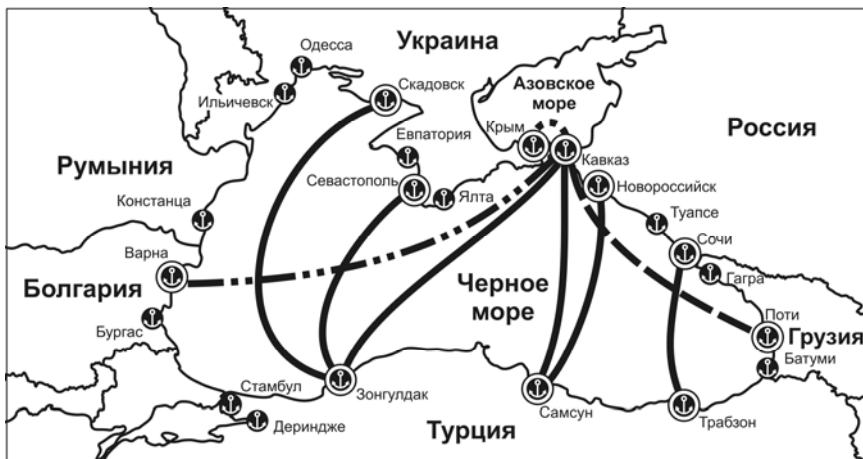 Украина
Одесса
Скадовск
Ильичевск
Азовское
море
Крым
Россия
Евпатория
Кавказ
Румыния
Севастополь
Новороссийск
Ялта
Констанца
Туапсе
Сочи
Варна
Черное
море
Гагра
Болгария
Поти
Бургас
Грузия
Батуми
Стамбул
Зонгулдак
Самсун
Трабзон
Дериндже
Турция